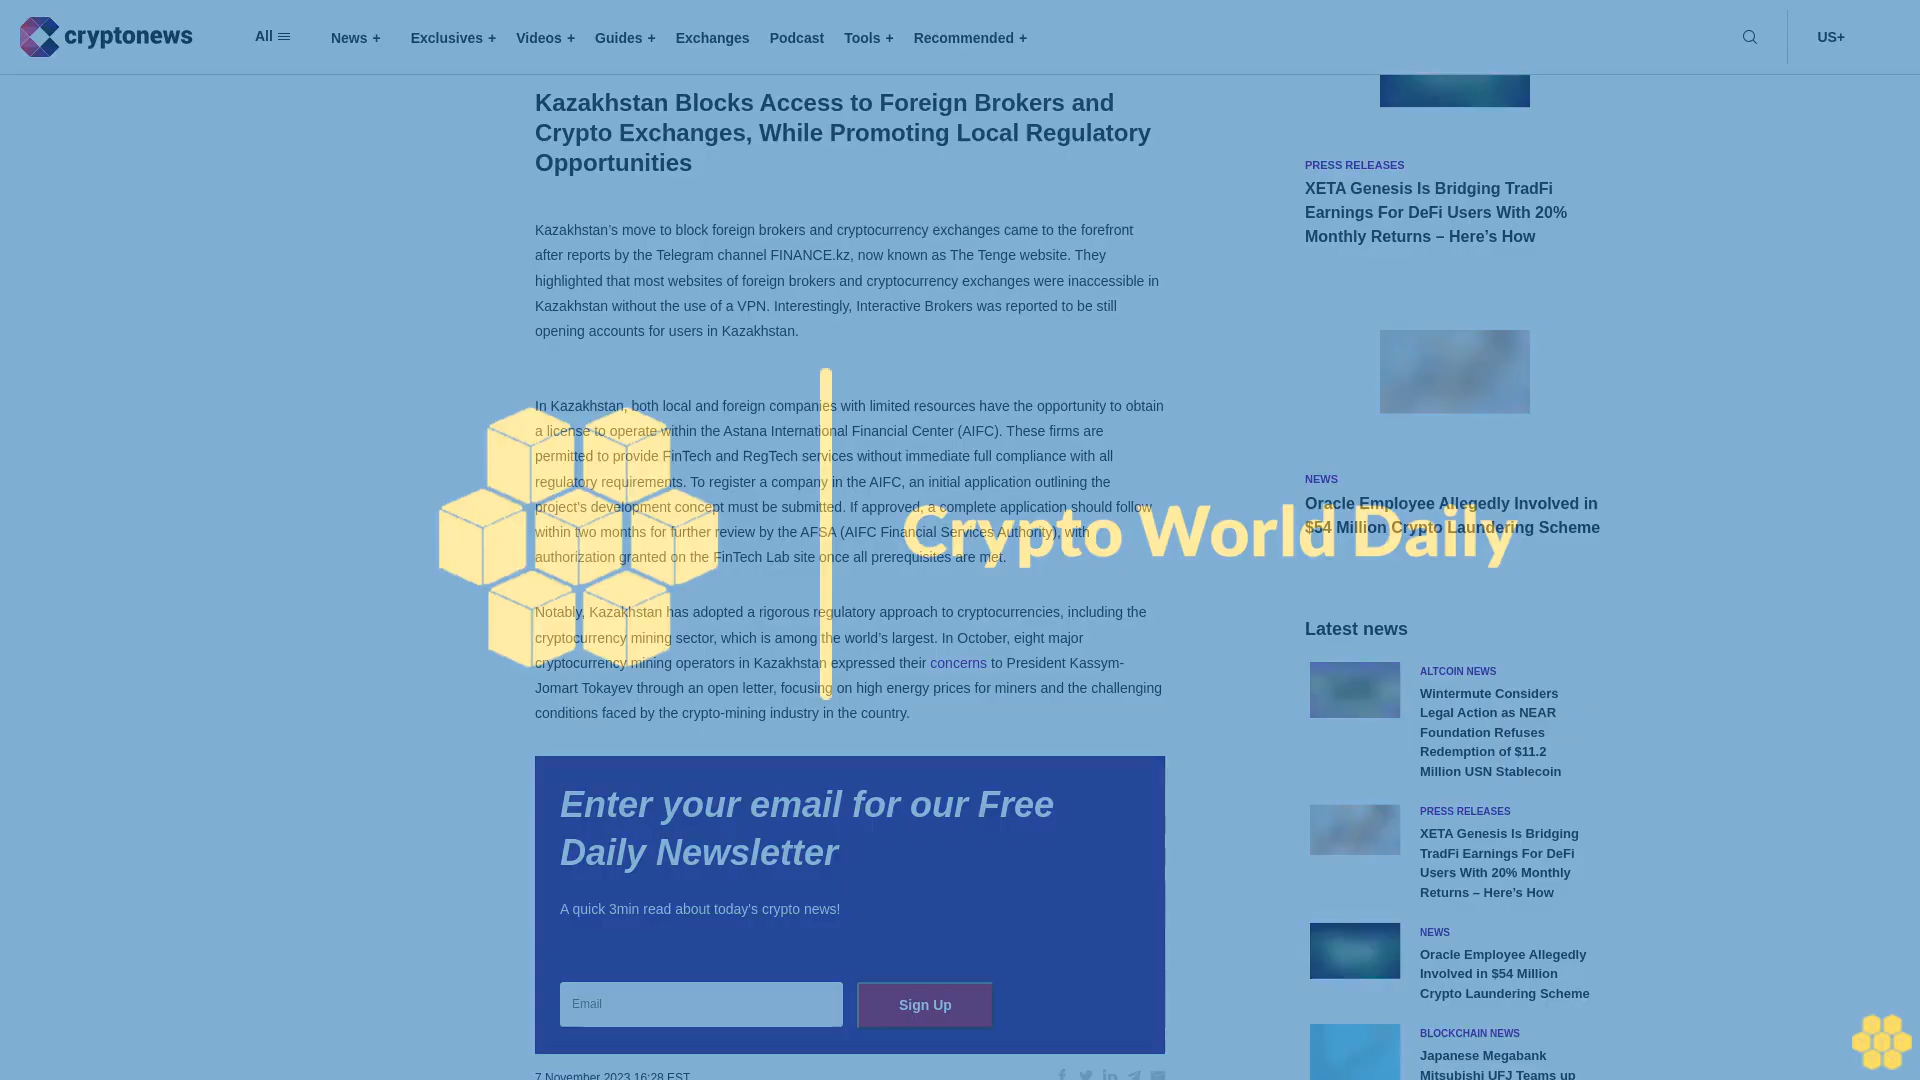 cryptonews
All
News +
Exclusives +
Videos +
Guides +
Exchanges
Podcast
Tools +
Recommended +
US+
Kazakhstan Blocks Access to Foreign Brokers and
Crypto Exchanges, While Promoting Local Regulatory
Opportunities
Kazakhstan’s move to block foreign brokers and cryptocurrency exchanges came to the forefront
after reports by the Telegram channel FINANCE.kz, now known as The Tenge website. They
highlighted that most websites of foreign brokers and cryptocurrency exchanges were inaccessible in
Kazakhstan without the use of a VPN. Interestingly, Interactive Brokers was reported to be still
opening accounts for users in Kazakhstan.
In Kazakhstan, both local and foreign companies with limited resources have the opportunity to obtain
a license to operate within the Astana International Financial Center (AIFC). These firms are
permitted to provide FinTech and RegTech services without immediate full compliance with all
regulatory requirements. To register a company in the AIFC, an initial application outlining the
project's development concept must be submitted. If approved, a complete application should follow
within two months for further review by the AFSA (AIFC Financial Services Authority), with
authorization granted on the FinTech Lab site once all prerequisites are met.
Notably, Kazakhstan has adopted a rigorous regulatory approach to cryptocurrencies, including the
cryptocurrency mining sector, which is among the world’s largest. In October, eight major
cryptocurrency mining operators in Kazakhstan expressed their concerns to President Kassym-
Jomart Tokayev through an open letter, focusing on high energy prices for miners and the challenging
conditions faced by the crypto-mining industry in the country.
Crypto World Daily
Enter your email for our Free
Daily Newsletter
A quick 3min read about today's crypto news!
Email
Sign Up
7 November 2023 16:28 EST
PRESS RELEASES
XETA Genesis Is Bridging TradFi
Earnings For DeFi Users With 20%
Monthly Returns – Here’s How
NEWS
Oracle Employee Allegedly Involved in
$54 Million Crypto Laundering Scheme
Latest news
ALTCOIN NEWS
Wintermute Considers
Legal Action as NEAR
Foundation Refuses
Redemption of $11.2
Million USN Stablecoin
PRESS RELEASES
XETA Genesis Is Bridging
TradFi Earnings For DeFi
Users With 20% Monthly
Returns – Here’s How
NEWS
Oracle Employee Allegedly
Involved in $54 Million
Crypto Laundering Scheme
BLOCKCHAIN NEWS
Japanese Megabank
Mitsubishi UFJ Teams up